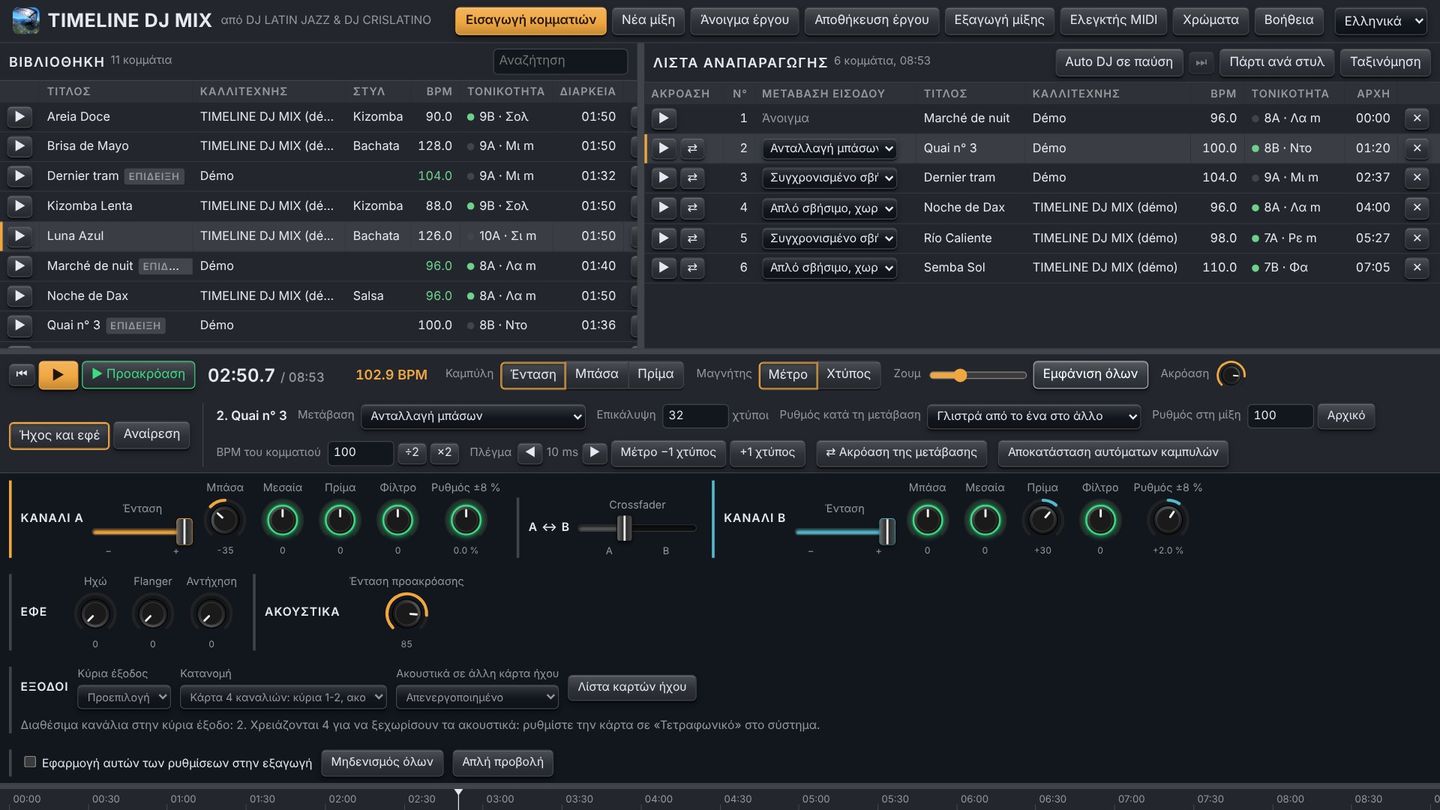 TIMELINE DJ MIX από DJ LATIN JAZZ & DJ CRISLATINO Εισαγωγή κομματιών Νέα μίξη Άνοιγμα έργου Αποθήκευση έργου Εξαγωγή μίξης Ελεγκτής MIDI Χρώματα Βοήθεια Ελληνικά
ΒΙΒΛΙΟΘΗΚΗ 11 κομμάτια Αναζήτηση
ΤΙΤΛΟΣ ΚΑΛΛΙΤΕΧΝΗΣ ΣΤΥΛ BPM ΤΟΝΙΚΟΤΗΤΑ ΔΙΑΡΚΕΙΑ
Areia Doce TIMELINE DJ MIX (dé... Kizomba 90.0 9B · Σολ 01:50
Brisa de Mayo TIMELINE DJ MIX (dé... Bachata 128.0 9A · Μι m 01:50
Dernier tram ΕΠΙΔΕΙΞΗ Démo 104.0 9A · Μι m 01:32
Kizomba Lenta TIMELINE DJ MIX (dé... Kizomba 88.0 9B · Σολ 01:50
Luna Azul TIMELINE DJ MIX (dé... Bachata 126.0 10A · Σι m 01:50
Marché de nuit ΕΠΙΔ... Démo 96.0 8A · Λα m 01:40
Noche de Dax TIMELINE DJ MIX (dé... Salsa 96.0 8A · Λα m 01:50
Quai n° 3 ΕΠΙΔΕΙΞΗ Démo 100.0 8B · Ντο 01:36
ΛΙΣΤΑ ΑΝΑΠΑΡΑΓΩΓΗΣ 6 κομμάτια, 08:53 Auto DJ σε παύση Πάρτι ανά στυλ Ταξινόμηση
ΑΚΡΟΑΣΗ N° ΜΕΤΑΒΑΣΗ ΕΙΣΟΔΟΥ ΤΙΤΛΟΣ ΚΑΛΛΙΤΕΧΝΗΣ BPM ΤΟΝΙΚΟΤΗΤΑ ΑΡΧΗ
1 Άνοιγμα Marché de nuit Démo 96.0 8A · Λα m 00:00
2 Ανταλλαγή μπάσων Quai n° 3 Démo 100.0 8B · Ντο 01:20
3 Συγχρονισμένο σβή Dernier tram Démo 104.0 9A · Μι m 02:37
4 Απλό σβήσιμο, χωρ Noche de Dax TIMELINE DJ MIX (démo) 96.0 8A · Λα m 04:00
5 Συγχρονισμένο σβή Río Caliente TIMELINE DJ MIX (démo) 98.0 7A · Ρε m 05:27
6 Απλό σβήσιμο, χωρ Semba Sol TIMELINE DJ MIX (démo) 110.0 7B · Φα 07:05
Προακρόαση 02:50.7 / 08:53 102.9 BPM Καμπύλη Ένταση Μπάσα Πρίμα Μαγνήτης Μέτρο Χτύπος Ζουμ Εμφάνιση όλων Ακρόαση
Ήχος και εφέ Αναίρεση
2. Quai n° 3 Μετάβαση Ανταλλαγή μπάσων Επικάλυψη 32 χτύποι Ρυθμός κατά τη μετάβαση Γλιστρά από το ένα στο άλλο Ρυθμός στη μίξη 100 Αρχικό
BPM του κομματιού 100 ÷2 ×2 Πλέγμα ◀ 10 ms ▶ Μέτρο −1 χτύπος +1 χτύπος ⇄ Ακρόαση της μετάβασης Αποκατάσταση αυτόματων καμπυλών
ΚΑΝΑΛΙ A Ένταση − + Μπάσα -35 Μεσαία 0 Πρίμα 0 Φίλτρο 0 Ρυθμός ±8 % 0.0 %
A ↔ B Crossfader A B
ΚΑΝΑΛΙ B Ένταση − + Μπάσα 0 Μεσαία 0 Πρίμα +30 Φίλτρο 0 Ρυθμός ±8 % +2.0 %
ΕΦΕ Ηχώ 0 Flanger 0 Αντήχηση 0
ΑΚΟΥΣΤΙΚΑ Ένταση προακρόασης 85
ΕΞΟΔΟΙ Κύρια έξοδος Προεπιλογή Κατανομή Κάρτα 4 καναλιών: κύρια 1-2, ακο Ακουστικά σε άλλη κάρτα ήχου Απενεργοποιημένο Λίστα καρτών ήχου
Διαθέσιμα κανάλια στην κύρια έξοδο: 2. Χρειάζονται 4 για να ξεχωρίσουν τα ακουστικά: ρυθμίστε την κάρτα σε «Τετραφωνικό» στο σύστημα.
Εφαρμογή αυτών των ρυθμίσεων στην εξαγωγή Μηδενισμός όλων Απλή προβολή
00:00 00:30 01:00 01:30 02:00 02:30 03:00 03:30 04:00 04:30 05:00 05:30 06:00 06:30 07:00 07:30 08:00 08:30